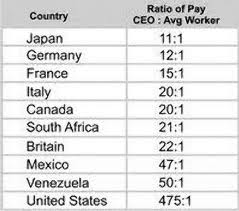 Country Ratio of Pay
CEO : Avg Worker
Japan 11:1
Germany 12:1
France 15:1
Italy 20:1
Canada 20:1
South Africa 21:1
Britain 22:1
Mexico 47:1
Venezuela 50:1
United States 475:1